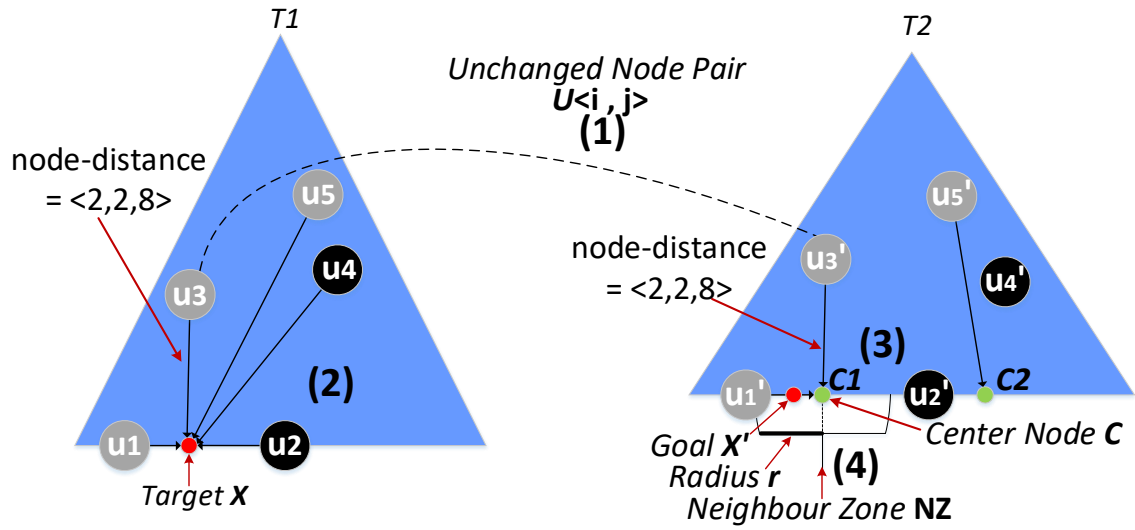 T1
T2
Unchanged Node Pair
U<i , j>
(1)
node-distance
= <2,2,8>
u5
u4
u3
(2)
u1
u2
Target X
u5'
u3'
u4'
node-distance
= <2,2,8>
(3)
u1'
C1
u2'
C2
Goal X'
Center Node C
Radius r
(4)
Neighbour Zone NZ